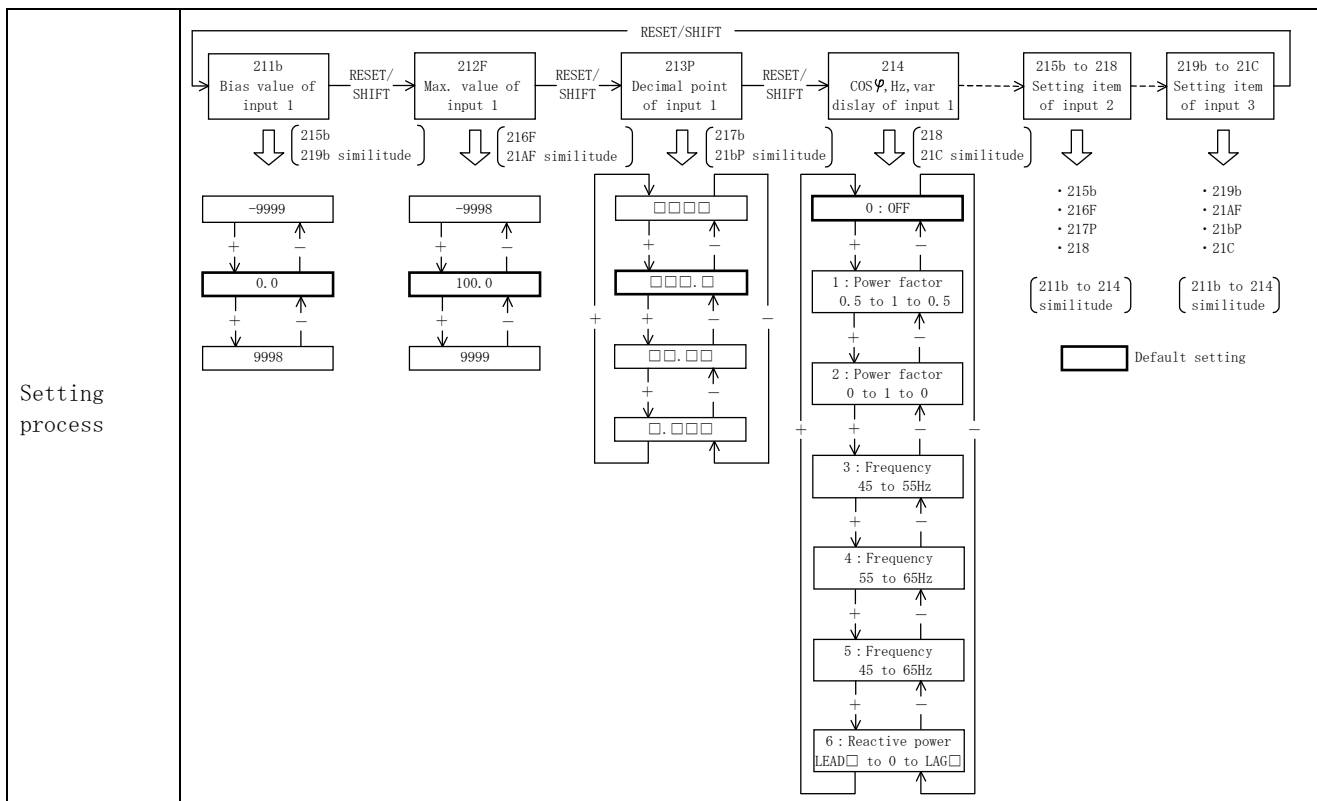 Setting
process
RESET/SHIFT
211b
Bias value of
input 1
RESET/
SHIFT
212F
Max. value of
input 1
RESET/
SHIFT
213P
Decimal point
of input 1
RESET/
SHIFT
214
COSφ,Hz,var
dislay of input 1
215b to 218
Setting item
of input 2
219b to 21C
Setting item
of input 3
215b
219b similitude
216F
21AF similitude
217b
21bP similitude
218
21C similitude
-9999
+ −
0.0
+ −
9998
-9998
+ −
100.0
+ −
9999
□□□□
+ −
□□□.□
+ −
+ −
□□.□□
+ −
□.□□□
0：OFF
+ −
1：Power factor
0.5 to 1 to 0.5
+ −
2：Power factor
0 to 1 to 0
+ −
+ −
3：Frequency
45 to 55Hz
+ −
4：Frequency
55 to 65Hz
+ −
5：Frequency
45 to 65Hz
+ −
6：Reactive power
LEAD□ to 0 to LAG□
・215b
・216F
・217P
・218
211b to 214
similitude
・219b
・21AF
・21bP
・21C
211b to 214
similitude
Default setting